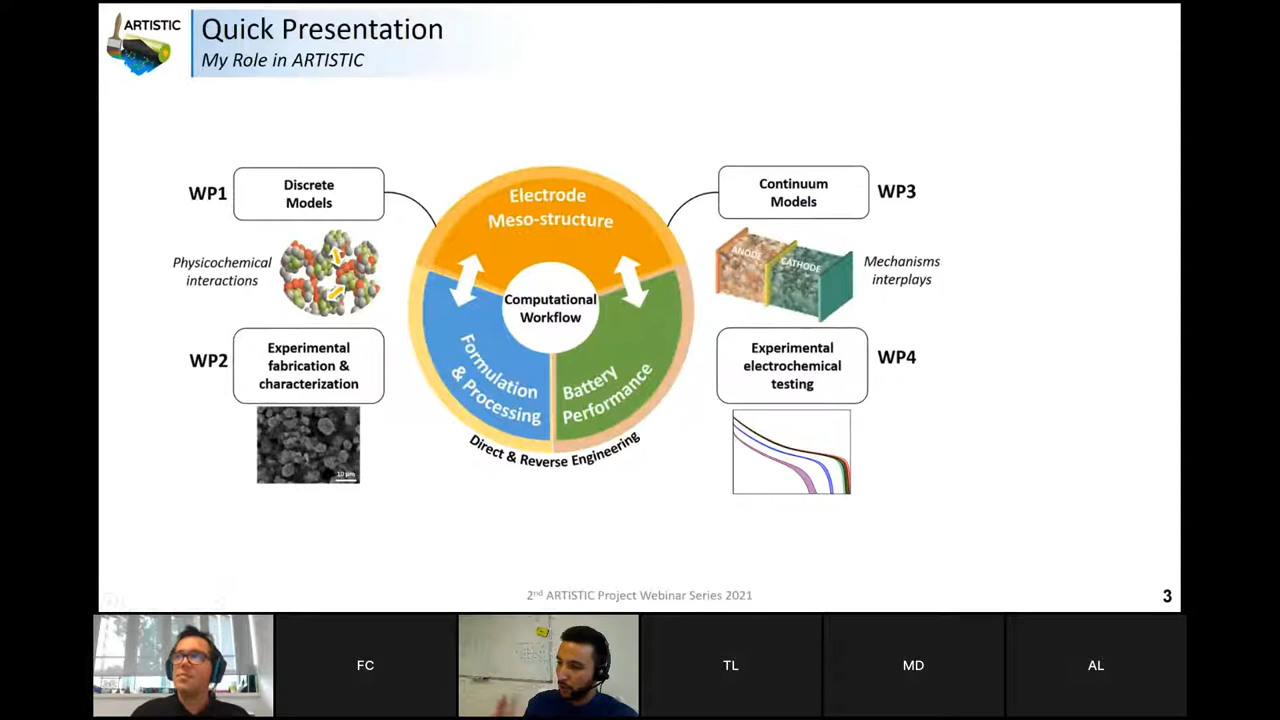 ARTISTIC
Quick Presentation
My Role in ARTISTIC
WP1
Discrete
Models
Physicochemical
interactions
WP2
Experimental
fabrication &
characterization
10 µm
Electrode
Meso-structure
Computational
Workflow
Formulation
& Processing
Battery
Performance
Direct & Reverse Engineering
Continuum
Models
WP3
ANODE
CATHODE
Mechanisms
interplays
Experimental
electrochemical
testing
WP4
2nd ARTISTIC Project Webinar Series 2021
3
FC
TL
MD
AL